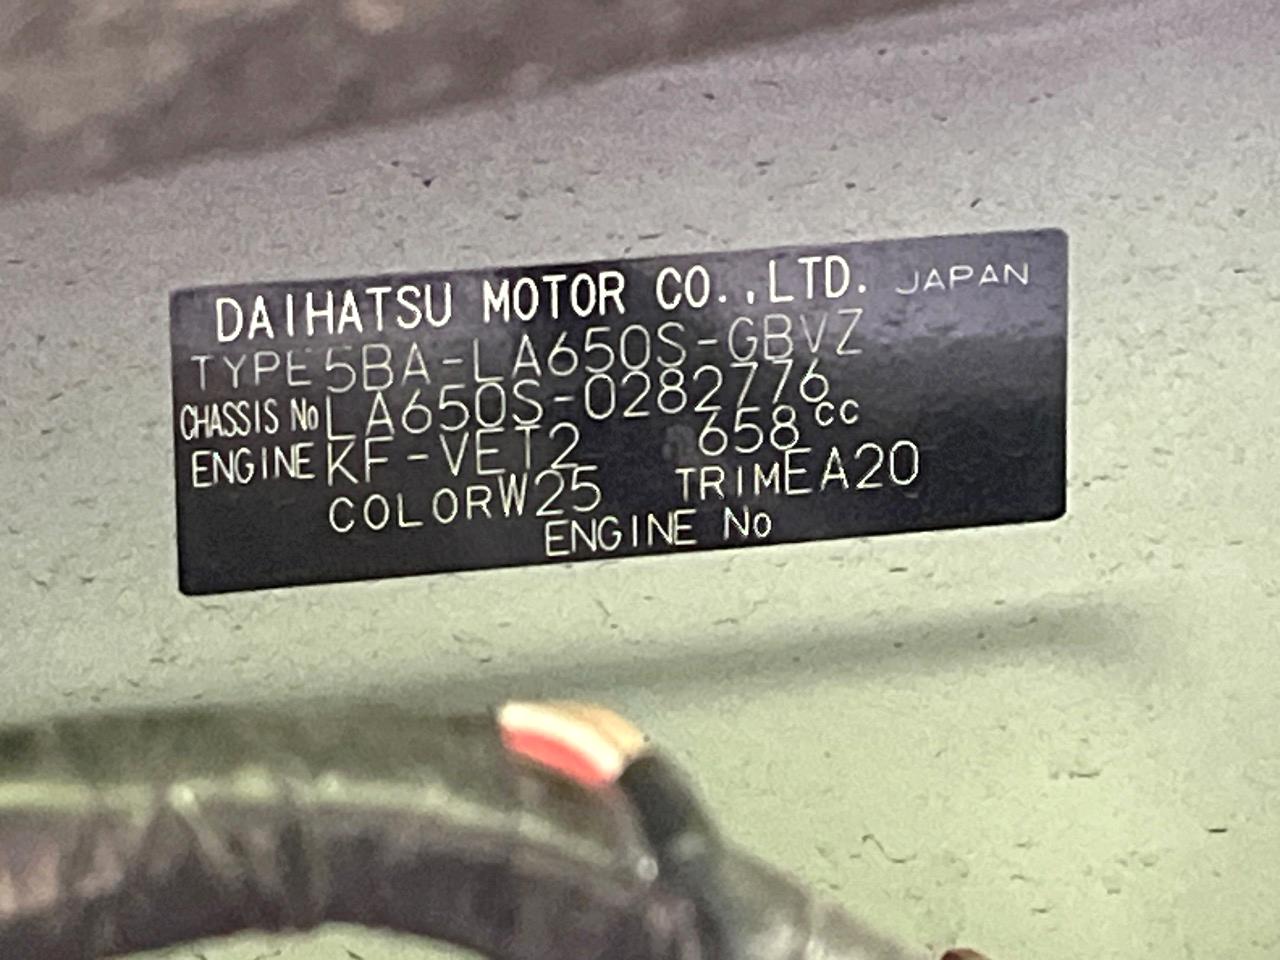 DAIHATSU MOTOR CO.,LTD. JAPAN
TYPE 5BA-LA650S-GBVZ
CHASSIS No LA650S-0282776
ENGINE KF-VET2 658cc
COLOR W25 TRIM EA20
ENGINE No